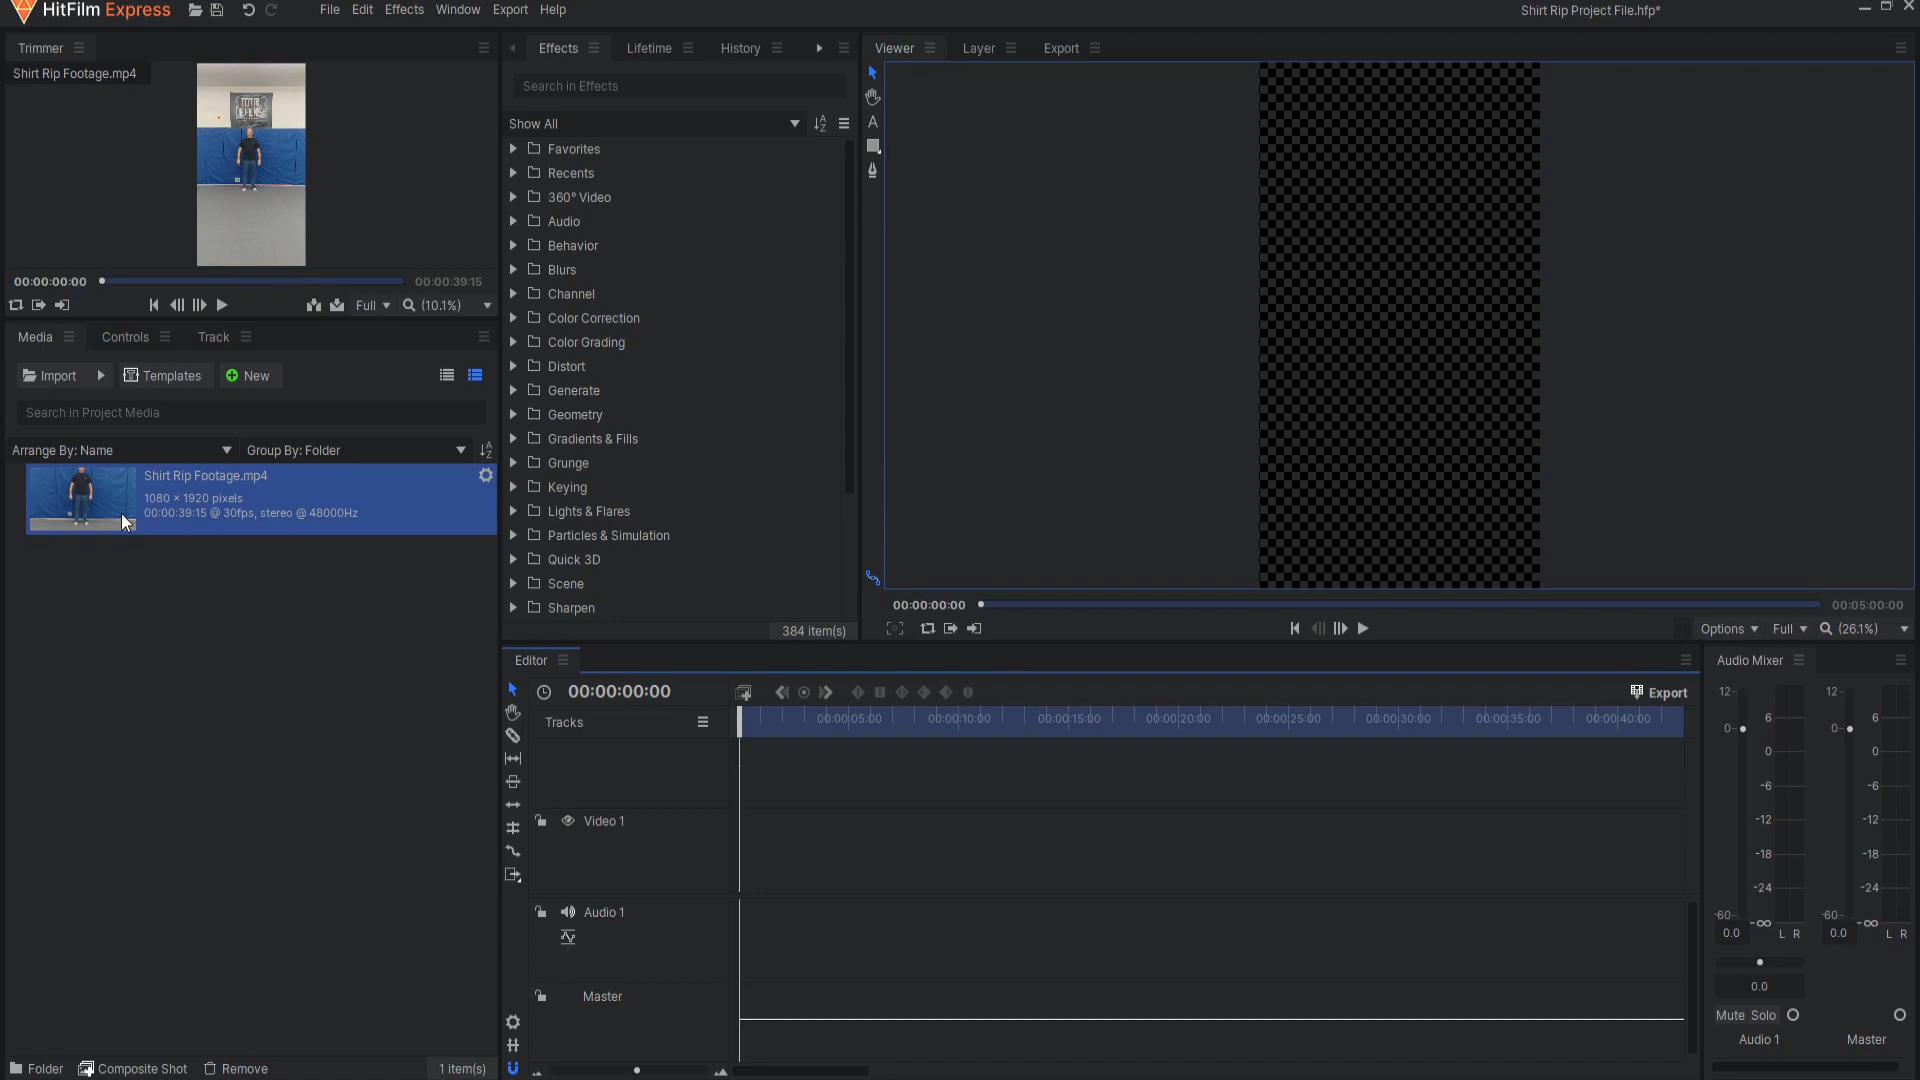 HitFilm Express
File Edit Effects Window Export Help
Shirt Rip Project File.hfp*
Trimmer
Shirt Rip Footage.mp4
TOTAL
DEFENSE
00:00:00:00
00:00:39:15
Full
(10.1%)
Media Controls Track
Import Templates New
Search in Project Media
Arrange By: Name Group By: Folder
Shirt Rip Footage.mp4
1080 × 1920 pixels
00:00:39:15 @ 30fps, stereo @ 48000Hz
Folder Composite Shot Remove 1 item(s)
Effects Lifetime History
Search in Effects
Show All
Favorites
Recents
360° Video
Audio
Behavior
Blurs
Channel
Color Correction
Color Grading
Distort
Generate
Geometry
Gradients & Fills
Grunge
Keying
Lights & Flares
Particles & Simulation
Quick 3D
Scene
Sharpen
384 item(s)
Viewer Layer Export
A
00:00:00:00 00:05:00:00
Options Full (26.1%)
Editor
00:00:00:00
Export
Tracks
00:00:05:00 00:00:10:00 00:00:15:00 00:00:20:00 00:00:25:00 00:00:30:00 00:00:35:00 00:00:40:00
Video 1
Audio 1
Master
Audio Mixer
12- 12-
6 6
0- 0-
0 0
-6 -6
-12 -12
-18 -18
-24 -24
-60- -60-
-∞ -∞
0.0 L R 0.0 L R
0.0
Mute Solo
Audio 1 Master